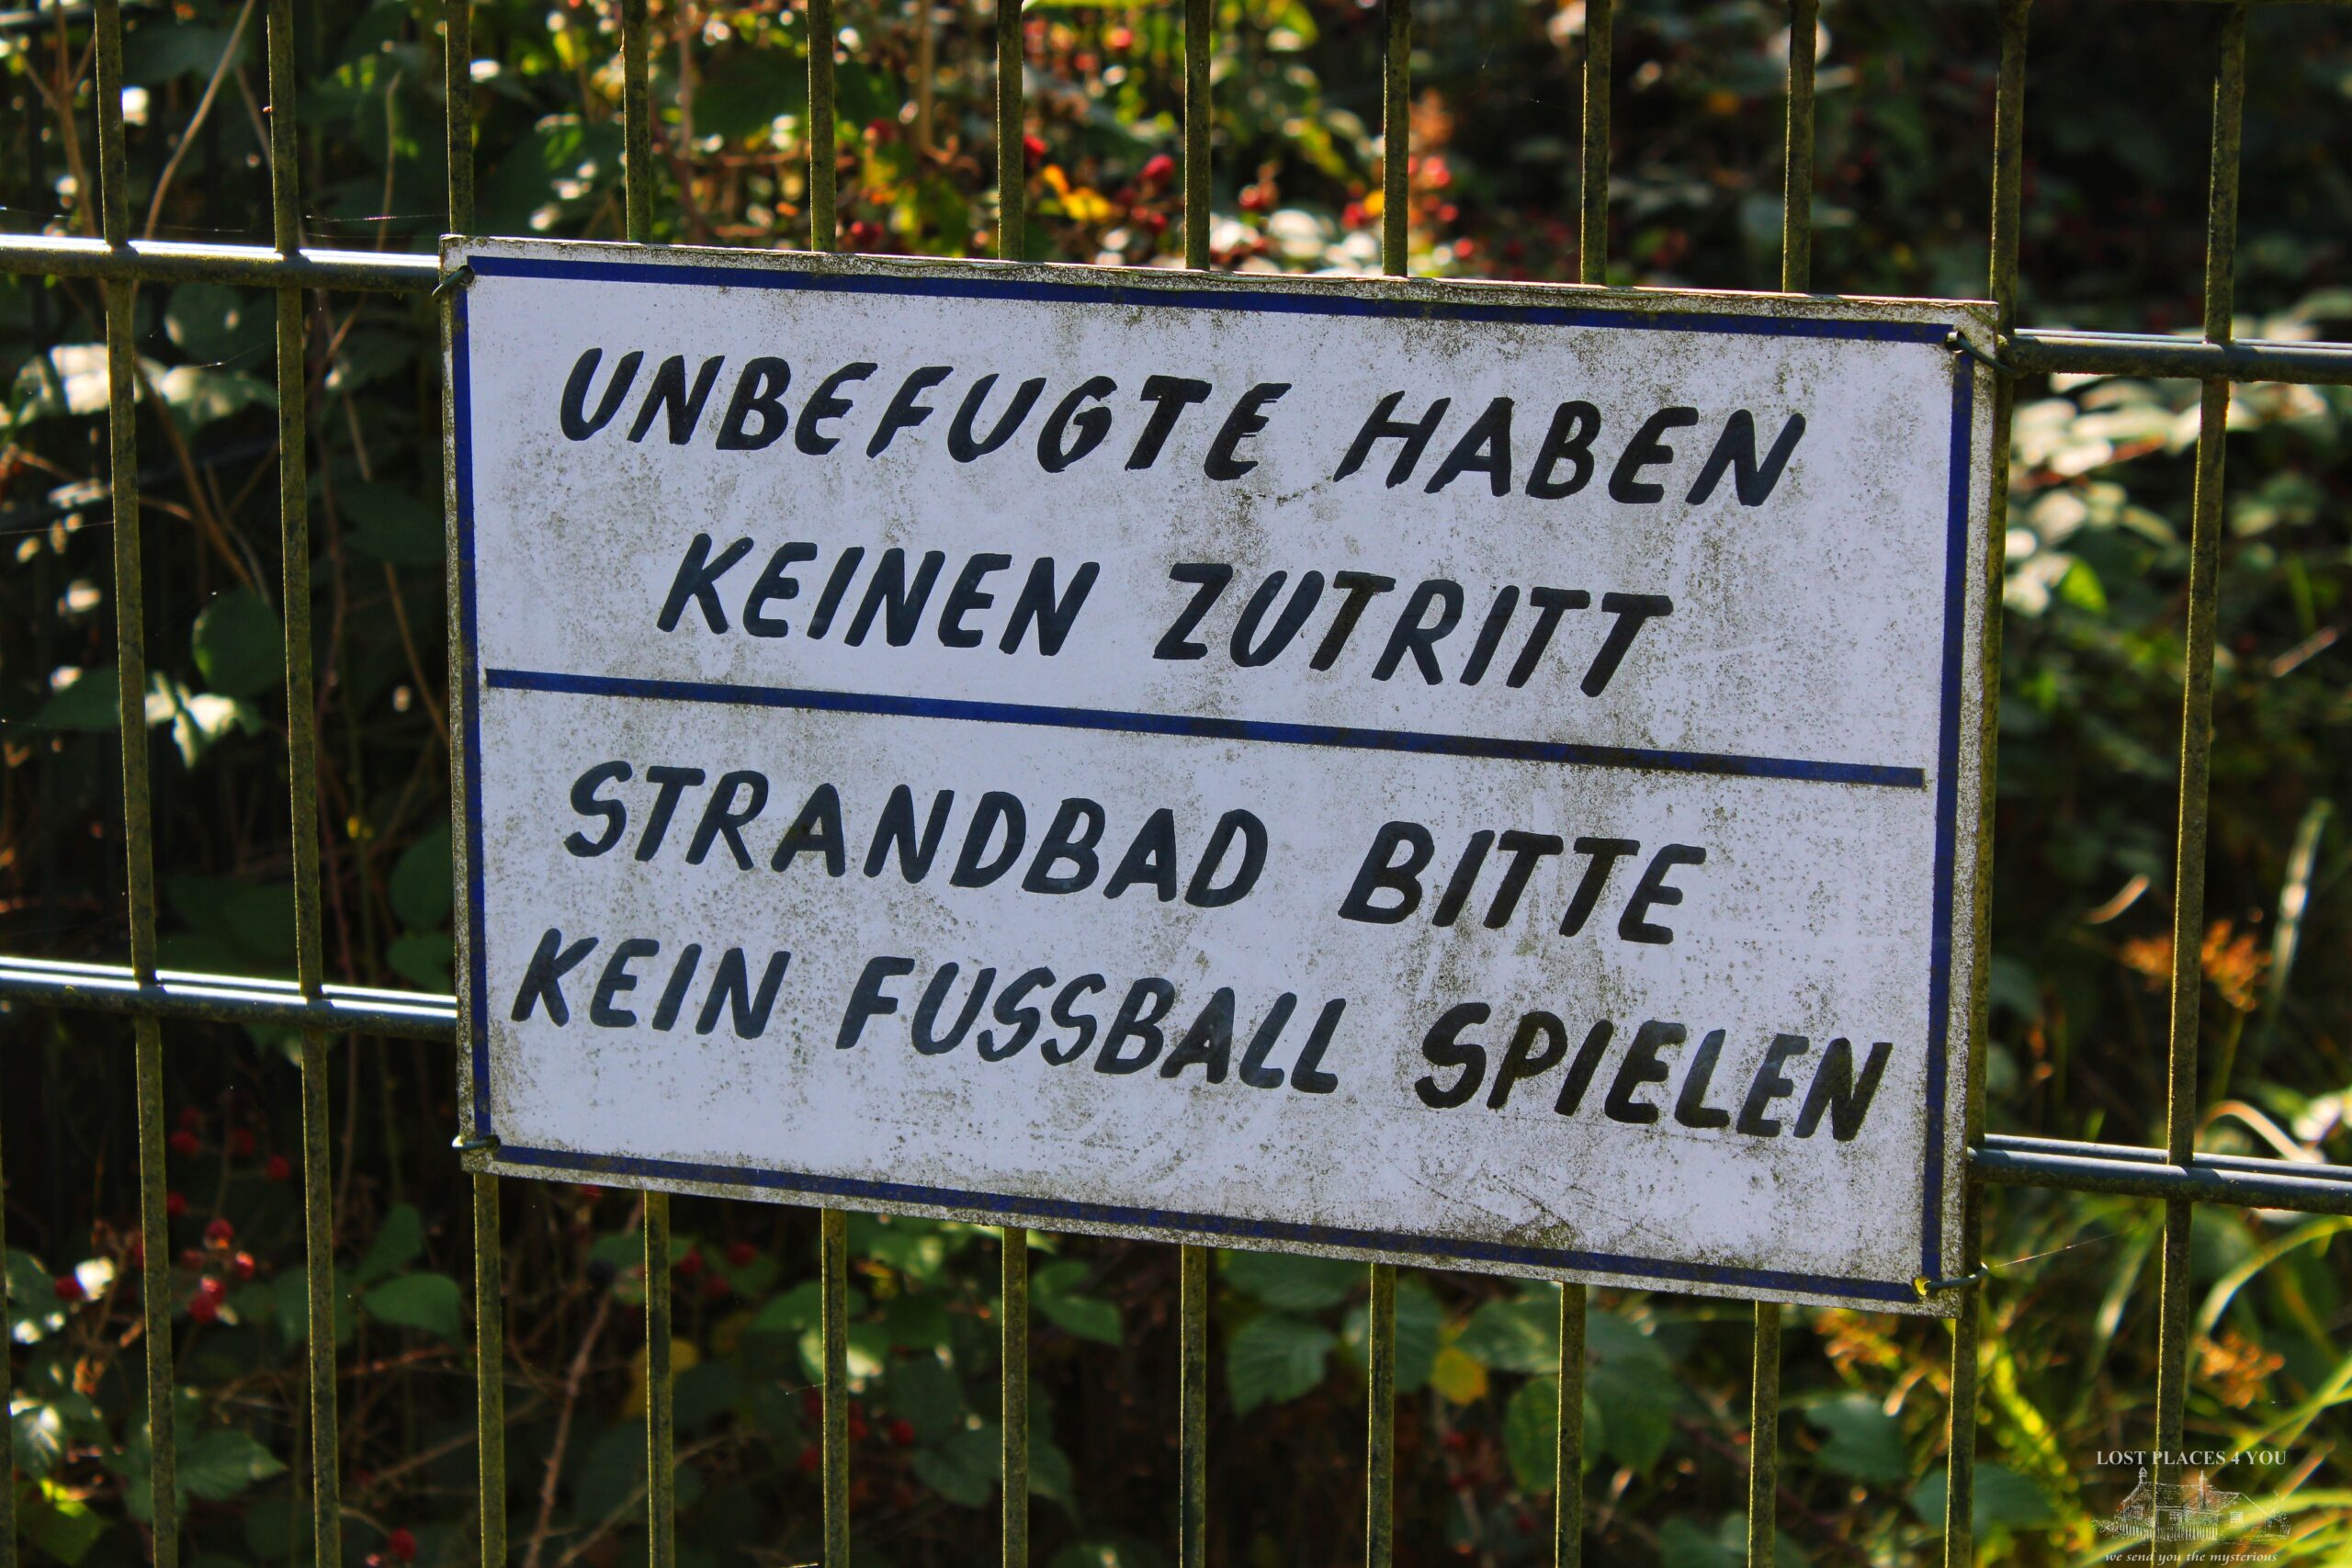 UNBEFUGTE HABEN
KEINEN ZUTRITT
STRANDBAD BITTE
KEIN FUSSBALL SPIELEN
LOST PLACES 4 YOU
we send you the mysterious